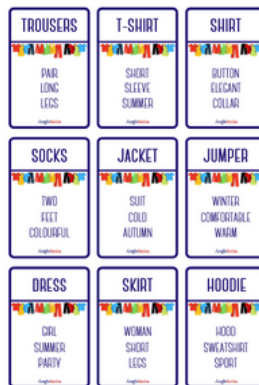 TROUSERS
PAIR
LONG
LEGS
T-SHIRT
SHORT
SLEEVE
SUMMER
SHIRT
BUTTON
ELEGANT
COLLAR
SOCKS
TWO
FEET
COLOURFUL
JACKET
SUIT
COLD
AUTUMN
JUMPER
WINTER
COMFORTABLE
WARM
DRESS
GIRL
SUMMER
PARTY
SKIRT
WOMAN
SHORT
LEGS
HOODIE
HOOD
SWEATSHIRT
SPORT